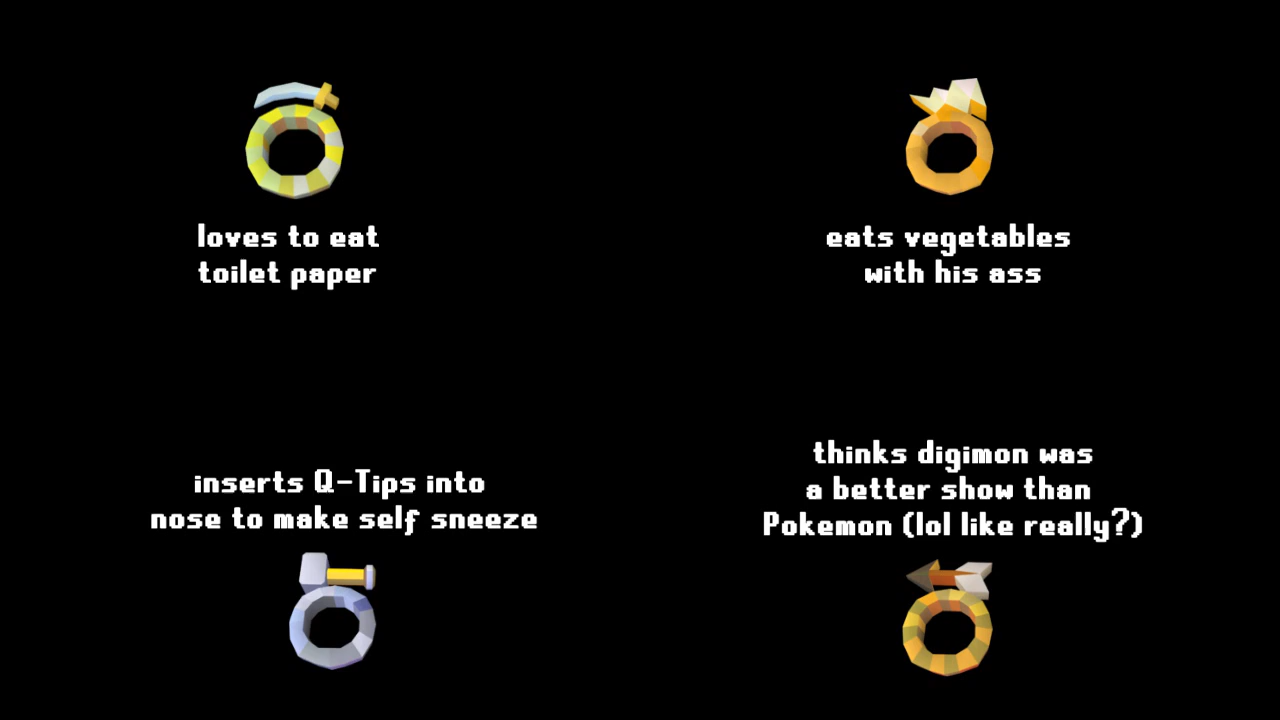 loves to eat
toilet paper
eats vegetables
with his ass
inserts Q-Tips into
nose to make self sneeze
thinks digimon was
a better show than
Pokemon (lol like really?)